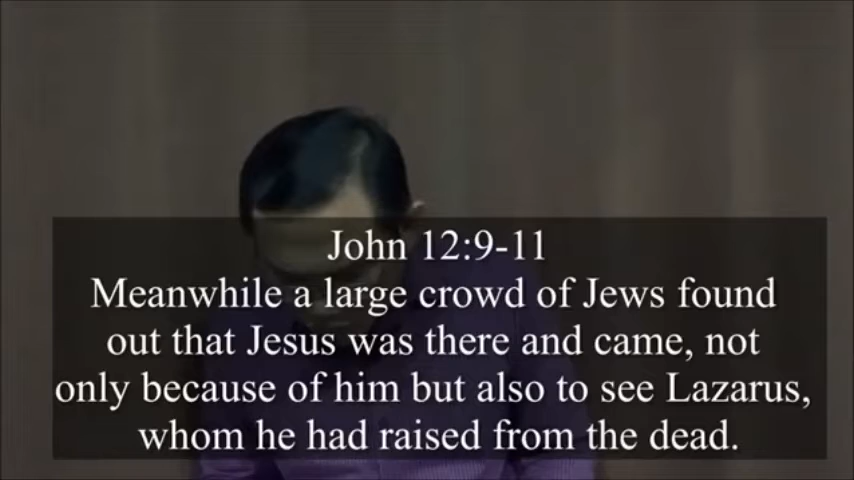 John 12:9-11
Meanwhile a large crowd of Jews found
out that Jesus was there and came, not
only because of him but also to see Lazarus,
whom he had raised from the dead.